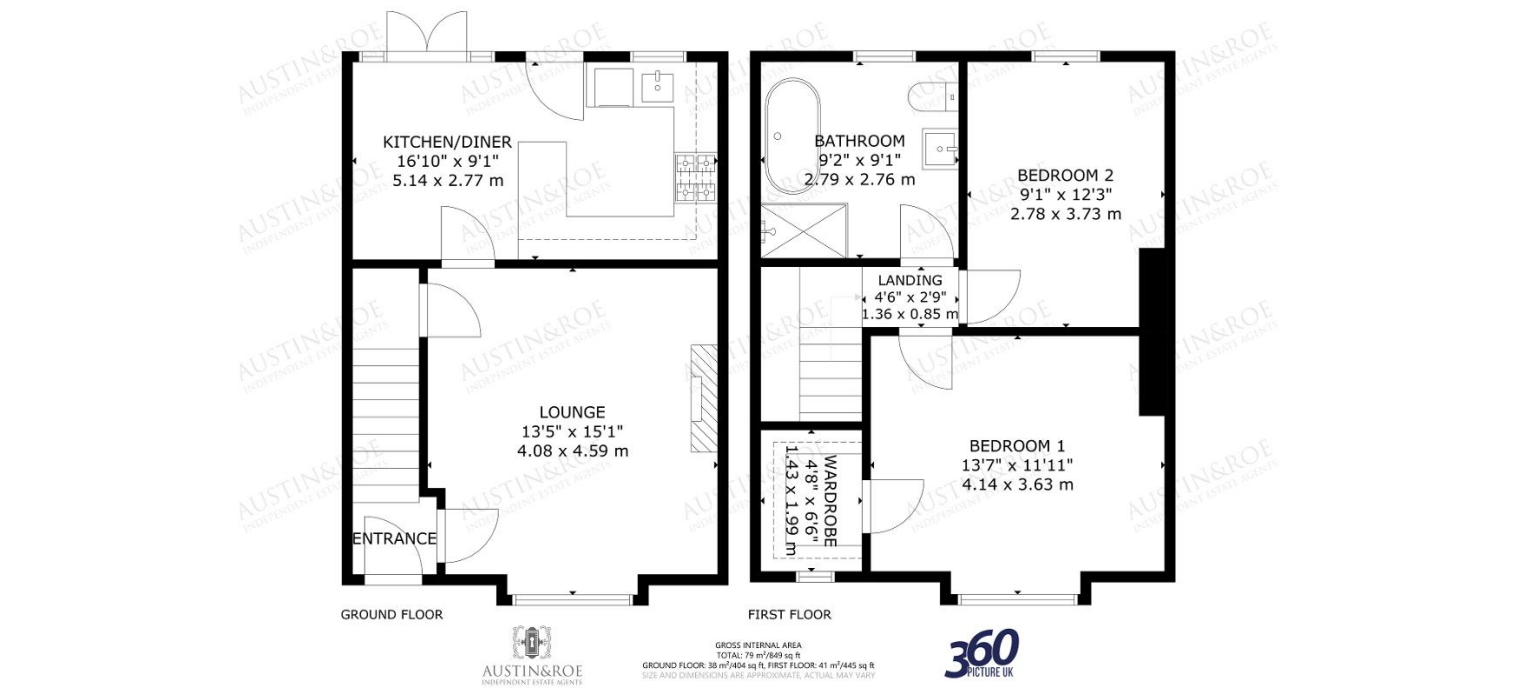 KITCHEN/DINER
16'10" x 9'1"
5.14 x 2.77 m
LOUNGE
13'5" x 15'1"
4.08 x 4.59 m
ENTRANCE
GROUND FLOOR
BATHROOM
9'2" x 9'1"
2.79 x 2.76 m
BEDROOM 2
9'1" x 12'3"
2.78 x 3.73 m
LANDING
4'6" x 2'9"
1.36 x 0.85 m
BEDROOM 1
13'7" x 11'11"
4.14 x 3.63 m
WARDROBE
4'8" x 6'6"
1.43 x 1.99 m
FIRST FLOOR
AUSTIN&ROE
INDEPENDENT ESTATE AGENTS
GROSS INTERNAL AREA
TOTAL: 79 m²/849 sq ft
GROUND FLOOR: 38 m²/404 sq ft, FIRST FLOOR: 41 m²/445 sq ft
SIZE AND DIMENSIONS ARE APPROXIMATE, ACTUAL MAY VARY
360
PICTURE UK